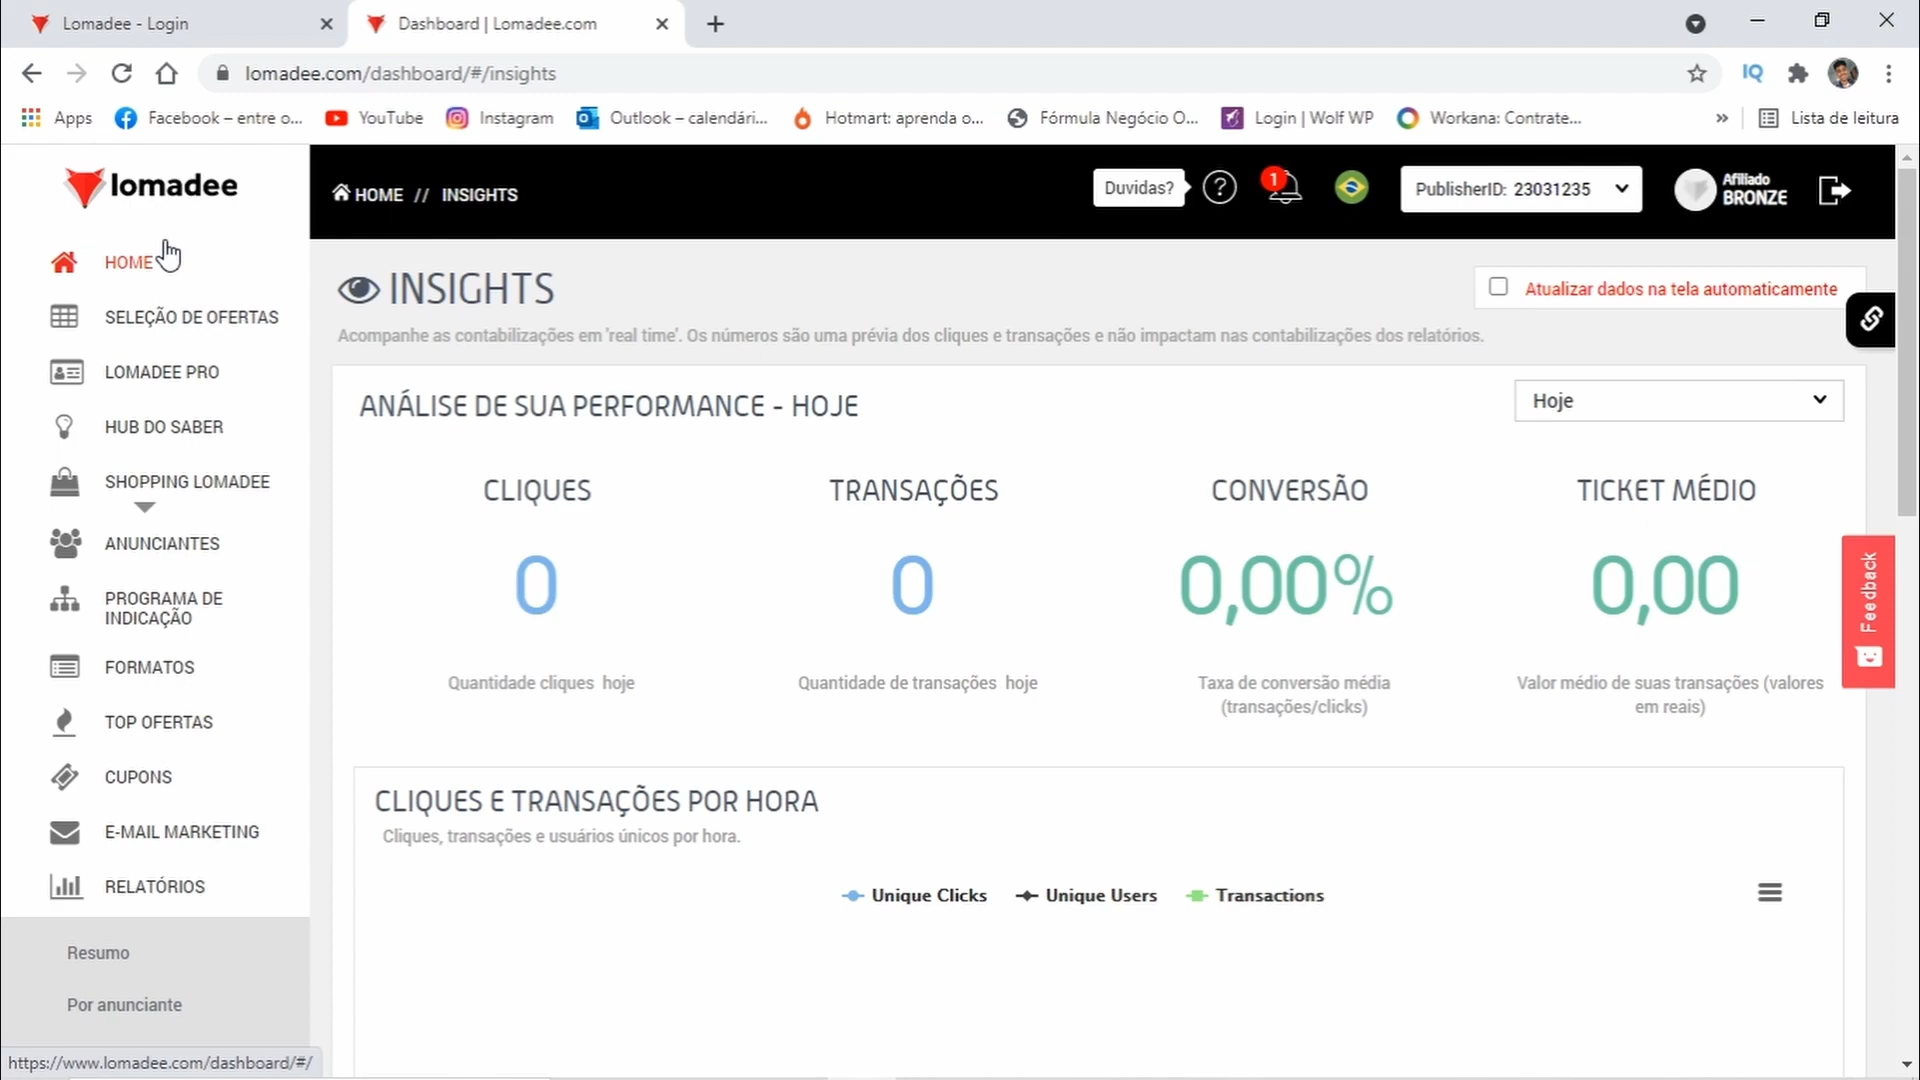 Lomadee - Login
Dashboard | Lomadee.com
lomadee.com/dashboard/#/insights
IQ
Apps
Facebook – entre o...
YouTube
Instagram
Outlook – calendári...
Hotmart: aprenda o...
Fórmula Negócio O...
Login | Wolf WP
Workana: Contrate...
»
Lista de leitura
lomadee
HOME // INSIGHTS
Duvidas?
?
1
PublisherID: 23031235
Afiliado
BRONZE
HOME
SELEÇÃO DE OFERTAS
LOMADEE PRO
HUB DO SABER
SHOPPING LOMADEE
ANUNCIANTES
PROGRAMA DE
INDICAÇÃO
FORMATOS
TOP OFERTAS
CUPONS
E-MAIL MARKETING
RELATÓRIOS
Resumo
Por anunciante
https://www.lomadee.com/dashboard/#/
INSIGHTS
Atualizar dados na tela automaticamente
Acompanhe as contabilizações em 'real time'. Os números são uma prévia dos cliques e transações e não impactam nas contabilizações dos relatórios.
ANÁLISE DE SUA PERFORMANCE - HOJE
Hoje
CLIQUES
0
Quantidade cliques hoje
TRANSAÇÕES
0
Quantidade de transações hoje
CONVERSÃO
0,00%
Taxa de conversão média
(transações/clicks)
TICKET MÉDIO
0,00
Valor médio de suas transações (valores
em reais)
Feedback
CLIQUES E TRANSAÇÕES POR HORA
Cliques, transações e usuários únicos por hora.
Unique Clicks
Unique Users
Transactions